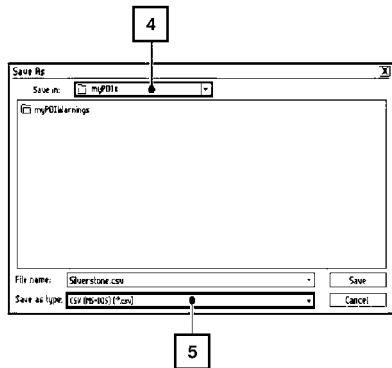 4
Save As X
Save in: myPOIs
myPOIWarnings
File name: Silverstone.csv Save
Save as type: CSV (MS-DOS) (*.csv) Cancel
5